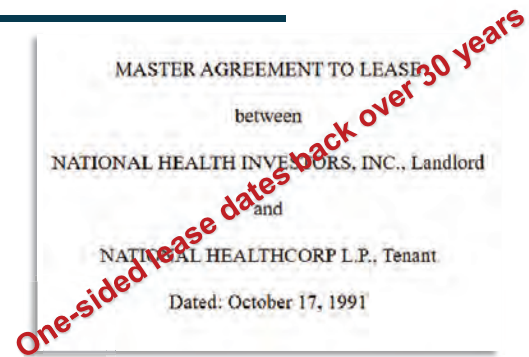 MASTER AGREEMENT TO LEASE
between
NATIONAL HEALTH INVESTORS, INC., Landlord
and
NATIONAL HEALTHCORP L.P., Tenant
Dated: October 17, 1991
One-sided lease dates back over 30 years